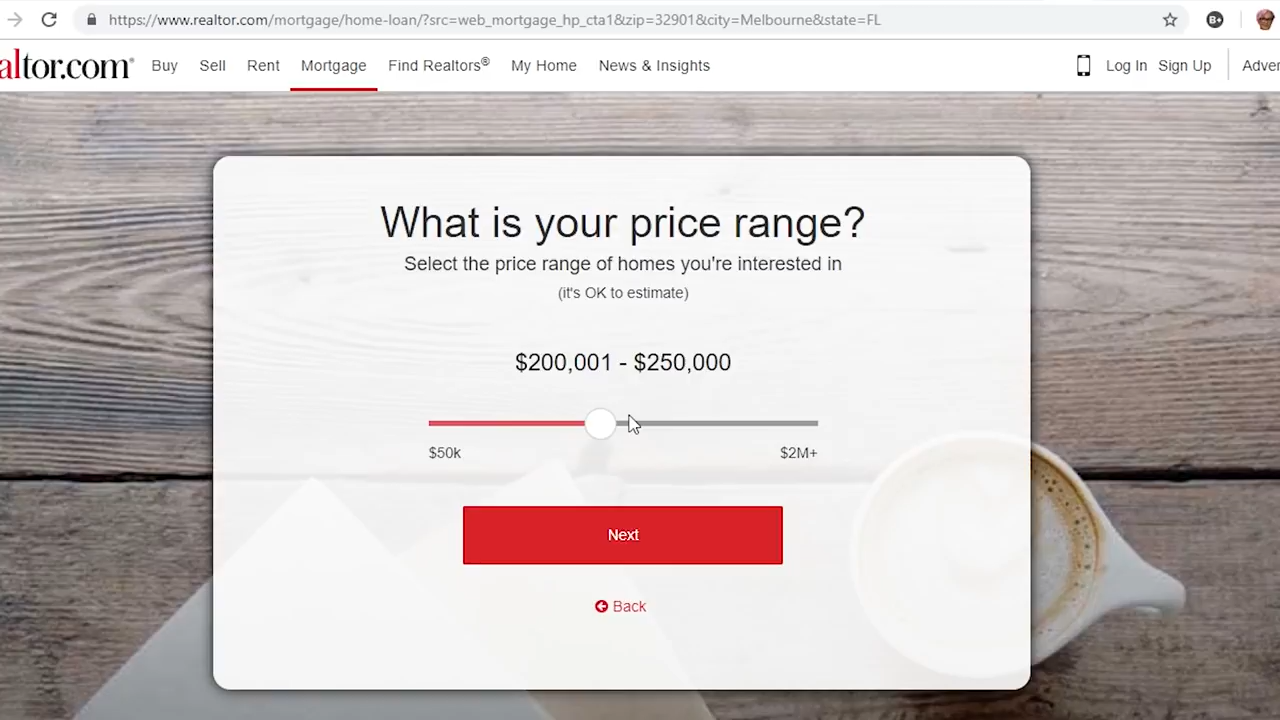 https://www.realtor.com/mortgage/home-loan/?src=web_mortgage_hp_cta1&zip=32901&city=Melbourne&state=FL
B+
altor.com® Buy Sell Rent Mortgage Find Realtors® My Home News & Insights Log In Sign Up Adver
What is your price range?
Select the price range of homes you're interested in
(it's OK to estimate)
$200,001 - $250,000
$50k $2M+
Next
Back